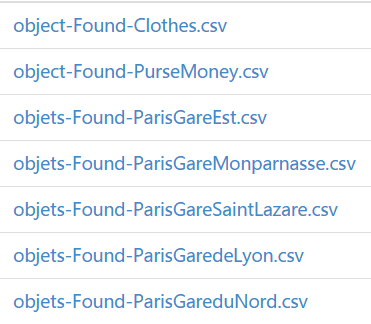 object-Found-Clothes.csv
object-Found-PurseMoney.csv
objets-Found-ParisGareEst.csv
objets-Found-ParisGareMonparnasse.csv
objets-Found-ParisGareSaintLazare.csv
objets-Found-ParisGaredeLyon.csv
objets-Found-ParisGareduNord.csv